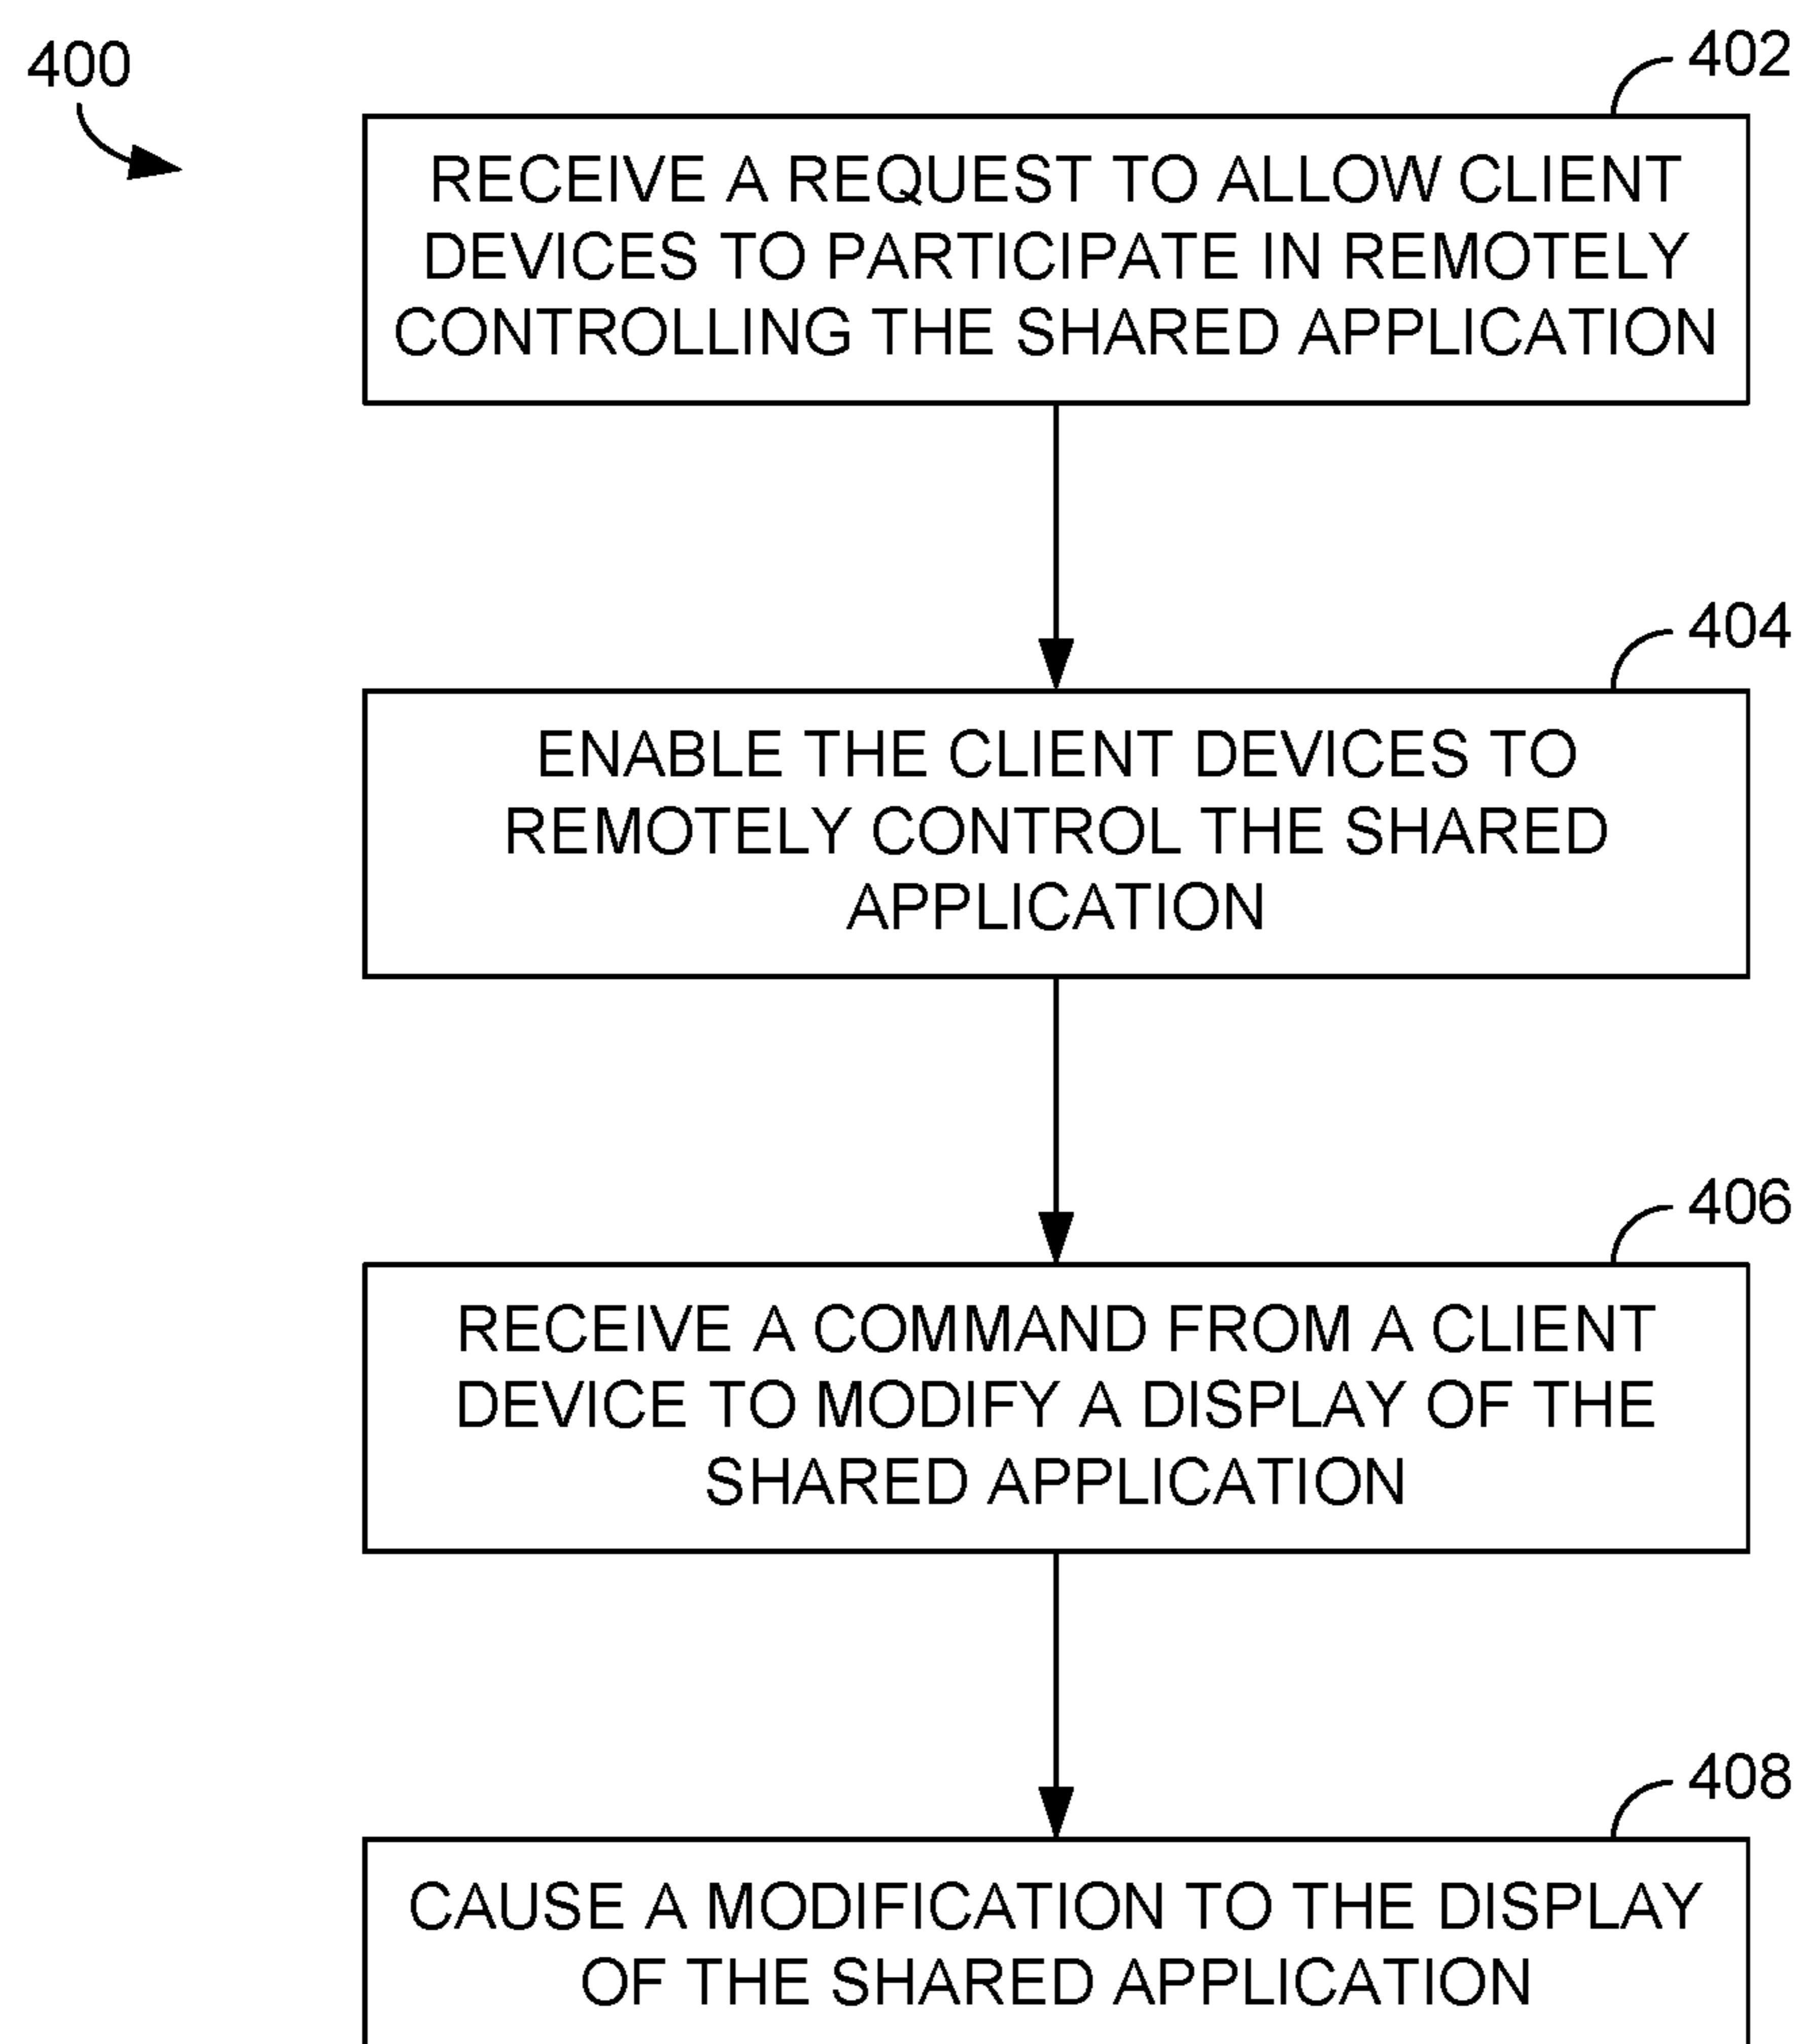 400
402
RECEIVE A REQUEST TO ALLOW CLIENT
DEVICES TO PARTICIPATE IN REMOTELY
CONTROLLING THE SHARED APPLICATION
404
ENABLE THE CLIENT DEVICES TO
REMOTELY CONTROL THE SHARED
APPLICATION
406
RECEIVE A COMMAND FROM A CLIENT
DEVICE TO MODIFY A DISPLAY OF THE
SHARED APPLICATION
408
CAUSE A MODIFICATION TO THE DISPLAY
OF THE SHARED APPLICATION